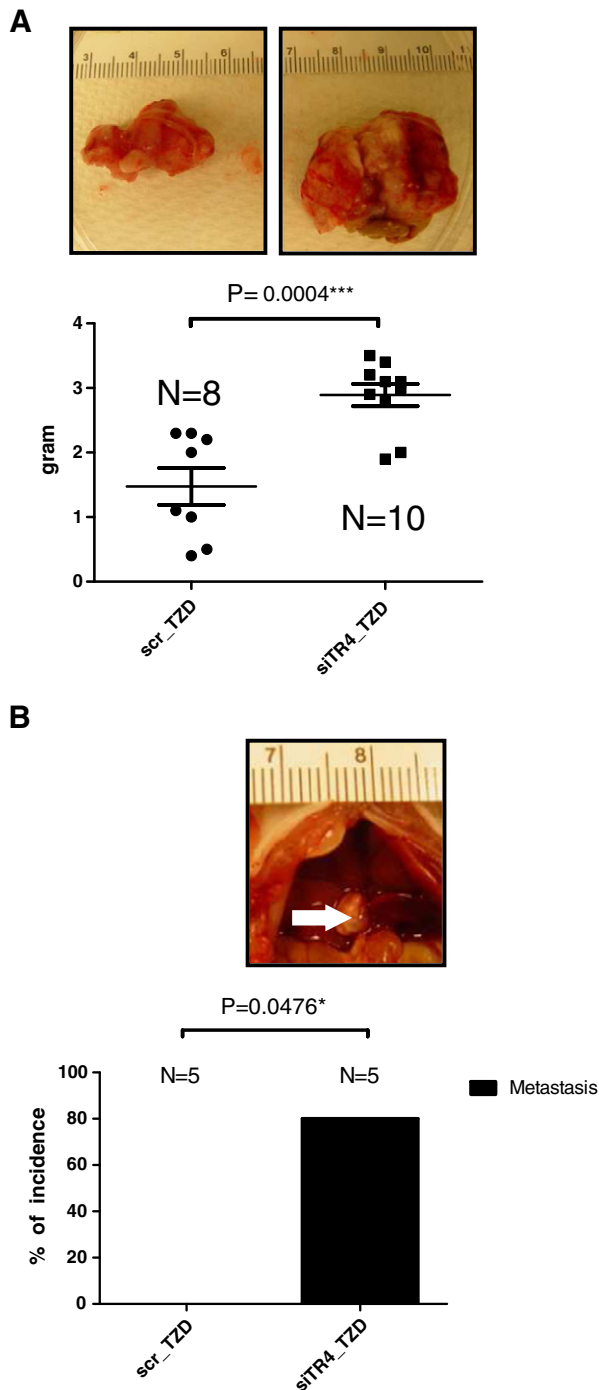 A
3 4 5 6
7 8 9 10
P= 0.0004***
4
3
2
1
0
gram
N=8
N=10
scr_TZD
siTR4_TZD
B
7 8
P=0.0476*
100
80
60
40
20
0
% of incidence
N=5
N=5
Metastasis
scr_TZD
siTR4_TZD